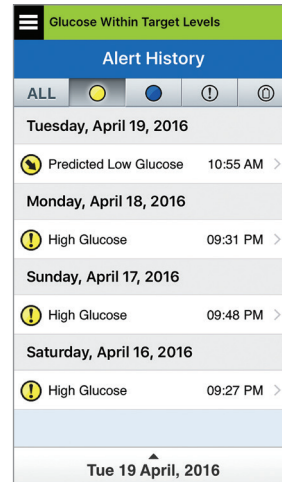 Glucose Within Target Levels
Alert History
ALL
Tuesday, April 19, 2016
Predicted Low Glucose 10:55 AM
Monday, April 18, 2016
High Glucose 09:31 PM
Sunday, April 17, 2016
High Glucose 09:48 PM
Saturday, April 16, 2016
High Glucose 09:27 PM
Tue 19 April, 2016